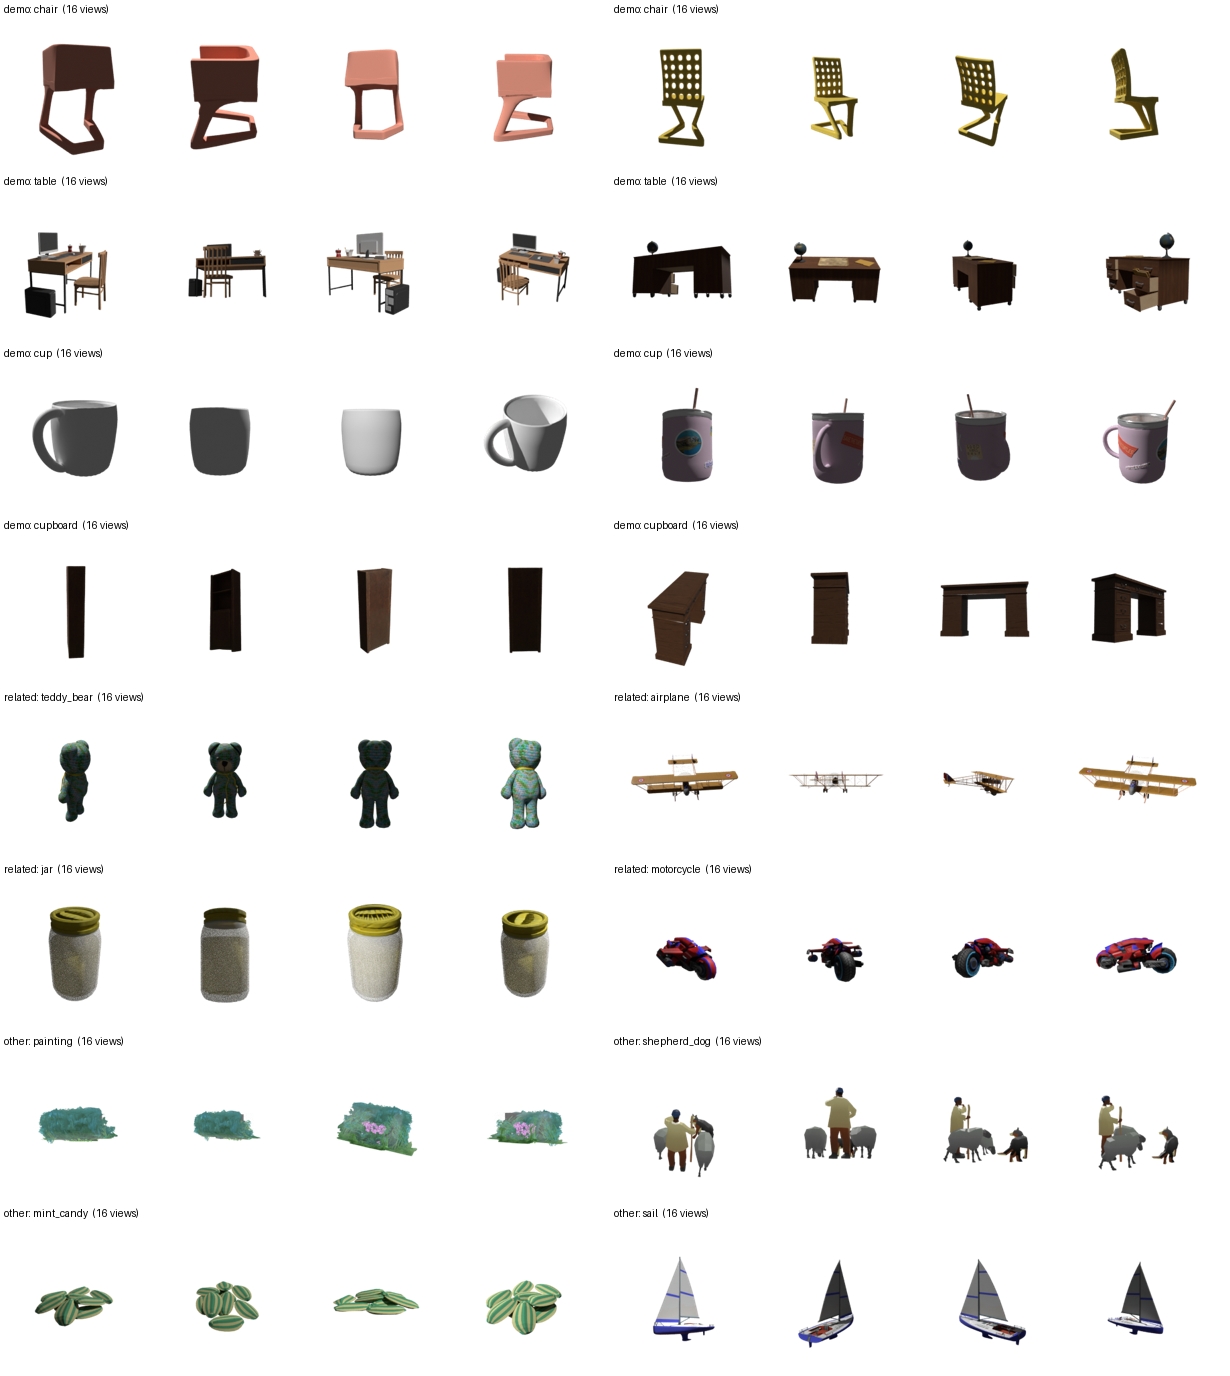 demo: chair (16 views)
demo: chair (16 views)
demo: table (16 views)
demo: table (16 views)
demo: cup (16 views)
demo: cup (16 views)
demo: cupboard (16 views)
demo: cupboard (16 views)
related: teddy_bear (16 views)
related: airplane (16 views)
related: jar (16 views)
related: motorcycle (16 views)
other: painting (16 views)
other: shepherd_dog (16 views)
other: mint_candy (16 views)
other: sail (16 views)